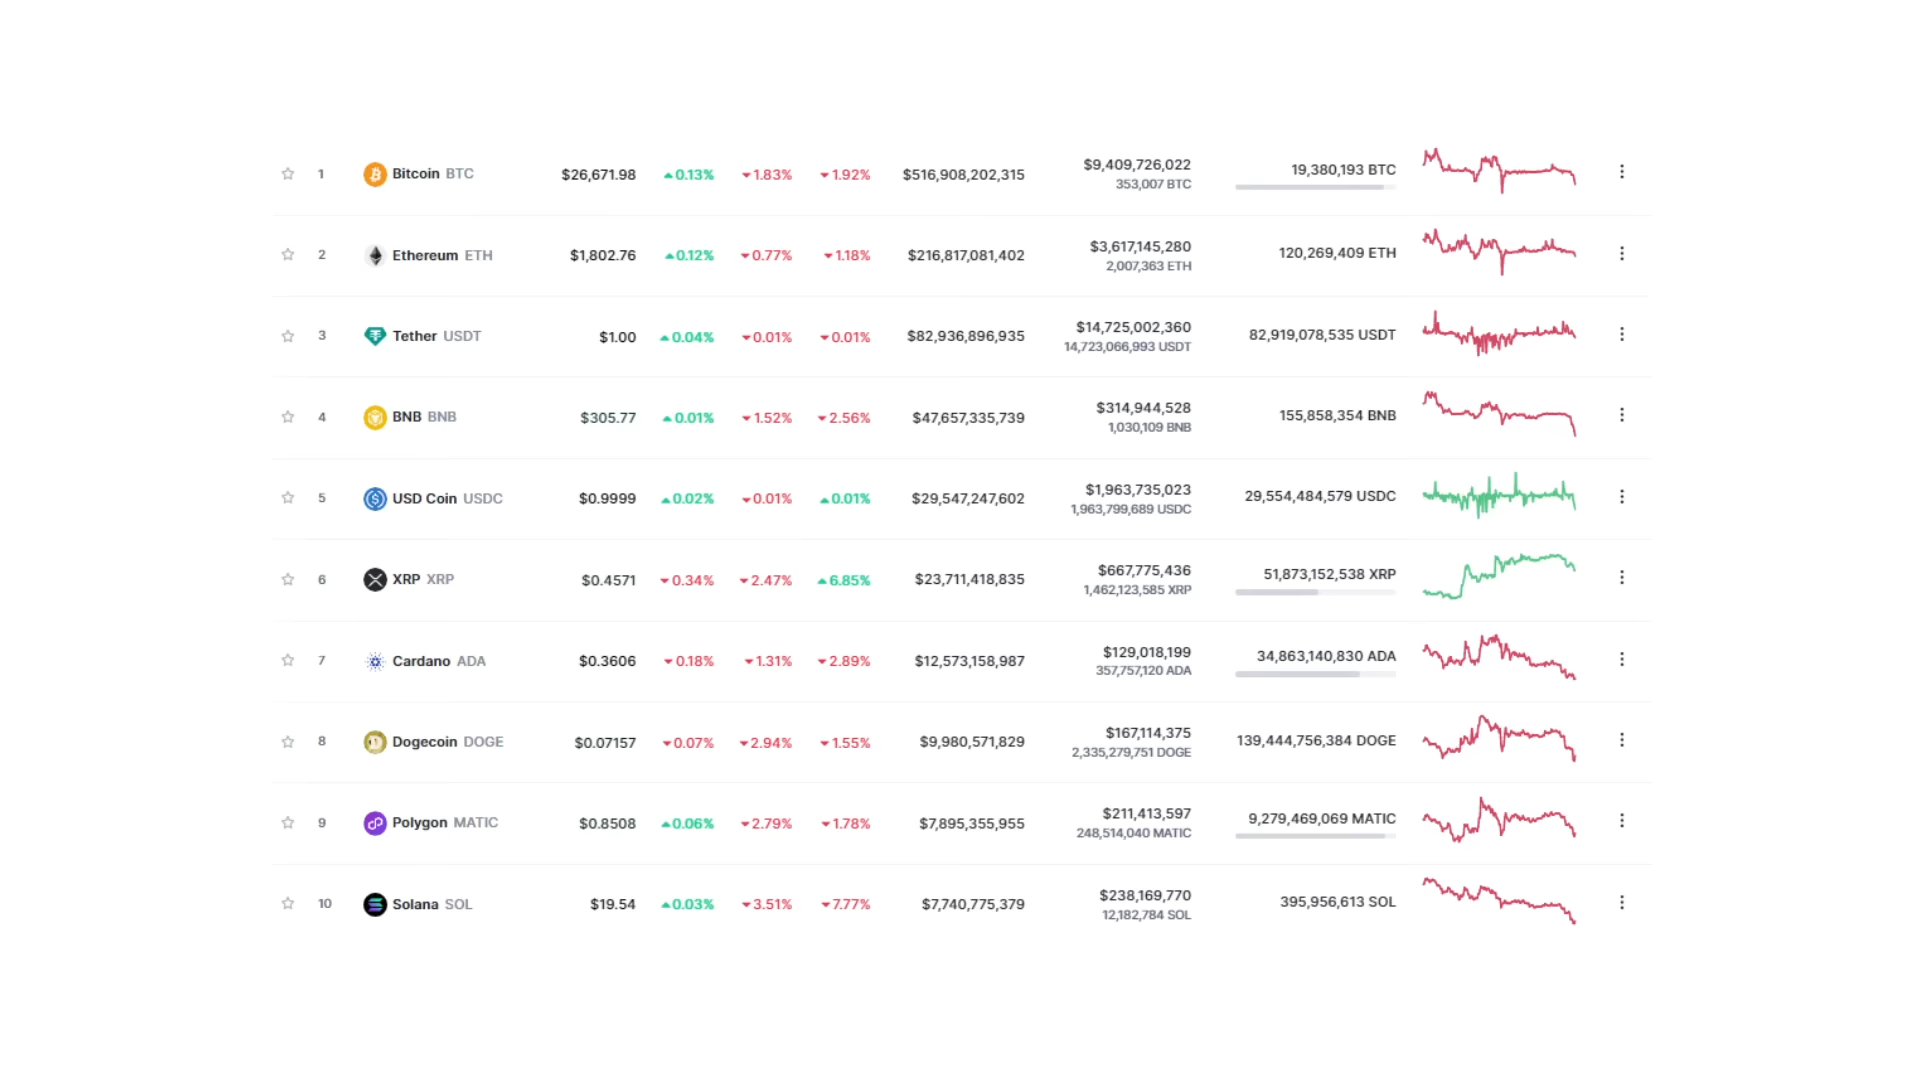 1 Bitcoin BTC $26,671.98 0.13% 1.83% 1.92% $516,908,202,315 $9,409,726,022 19,380,193 BTC
353,007 BTC
2 Ethereum ETH $1,802.76 0.12% 0.77% 1.18% $216,817,081,402 $3,617,145,280 120,269,409 ETH
2,007,363 ETH
3 Tether USDT $1.00 0.04% 0.01% 0.01% $82,936,896,935 $14,725,002,360 82,919,078,535 USDT
14,723,066,993 USDT
4 BNB BNB $305.77 0.01% 1.52% 2.56% $47,657,335,739 $314,944,528 155,858,354 BNB
1,030,109 BNB
5 USD Coin USDC $0.9999 0.02% 0.01% 0.01% $29,547,247,602 $1,963,735,023 29,554,484,579 USDC
1,963,799,689 USDC
6 XRP XRP $0.4571 0.34% 2.47% 6.85% $23,711,418,835 $667,775,436 51,873,152,538 XRP
1,462,123,585 XRP
7 Cardano ADA $0.3606 0.18% 1.31% 2.89% $12,573,158,987 $129,018,199 34,863,140,830 ADA
357,757,120 ADA
8 Dogecoin DOGE $0.07157 0.07% 2.94% 1.55% $9,980,571,829 $167,114,375 139,444,756,384 DOGE
2,335,279,751 DOGE
9 Polygon MATIC $0.8508 0.06% 2.79% 1.78% $7,895,355,955 $211,413,597 9,279,469,069 MATIC
248,514,040 MATIC
10 Solana SOL $19.54 0.03% 3.51% 7.77% $7,740,775,379 $238,169,770 395,956,613 SOL
12,182,784 SOL